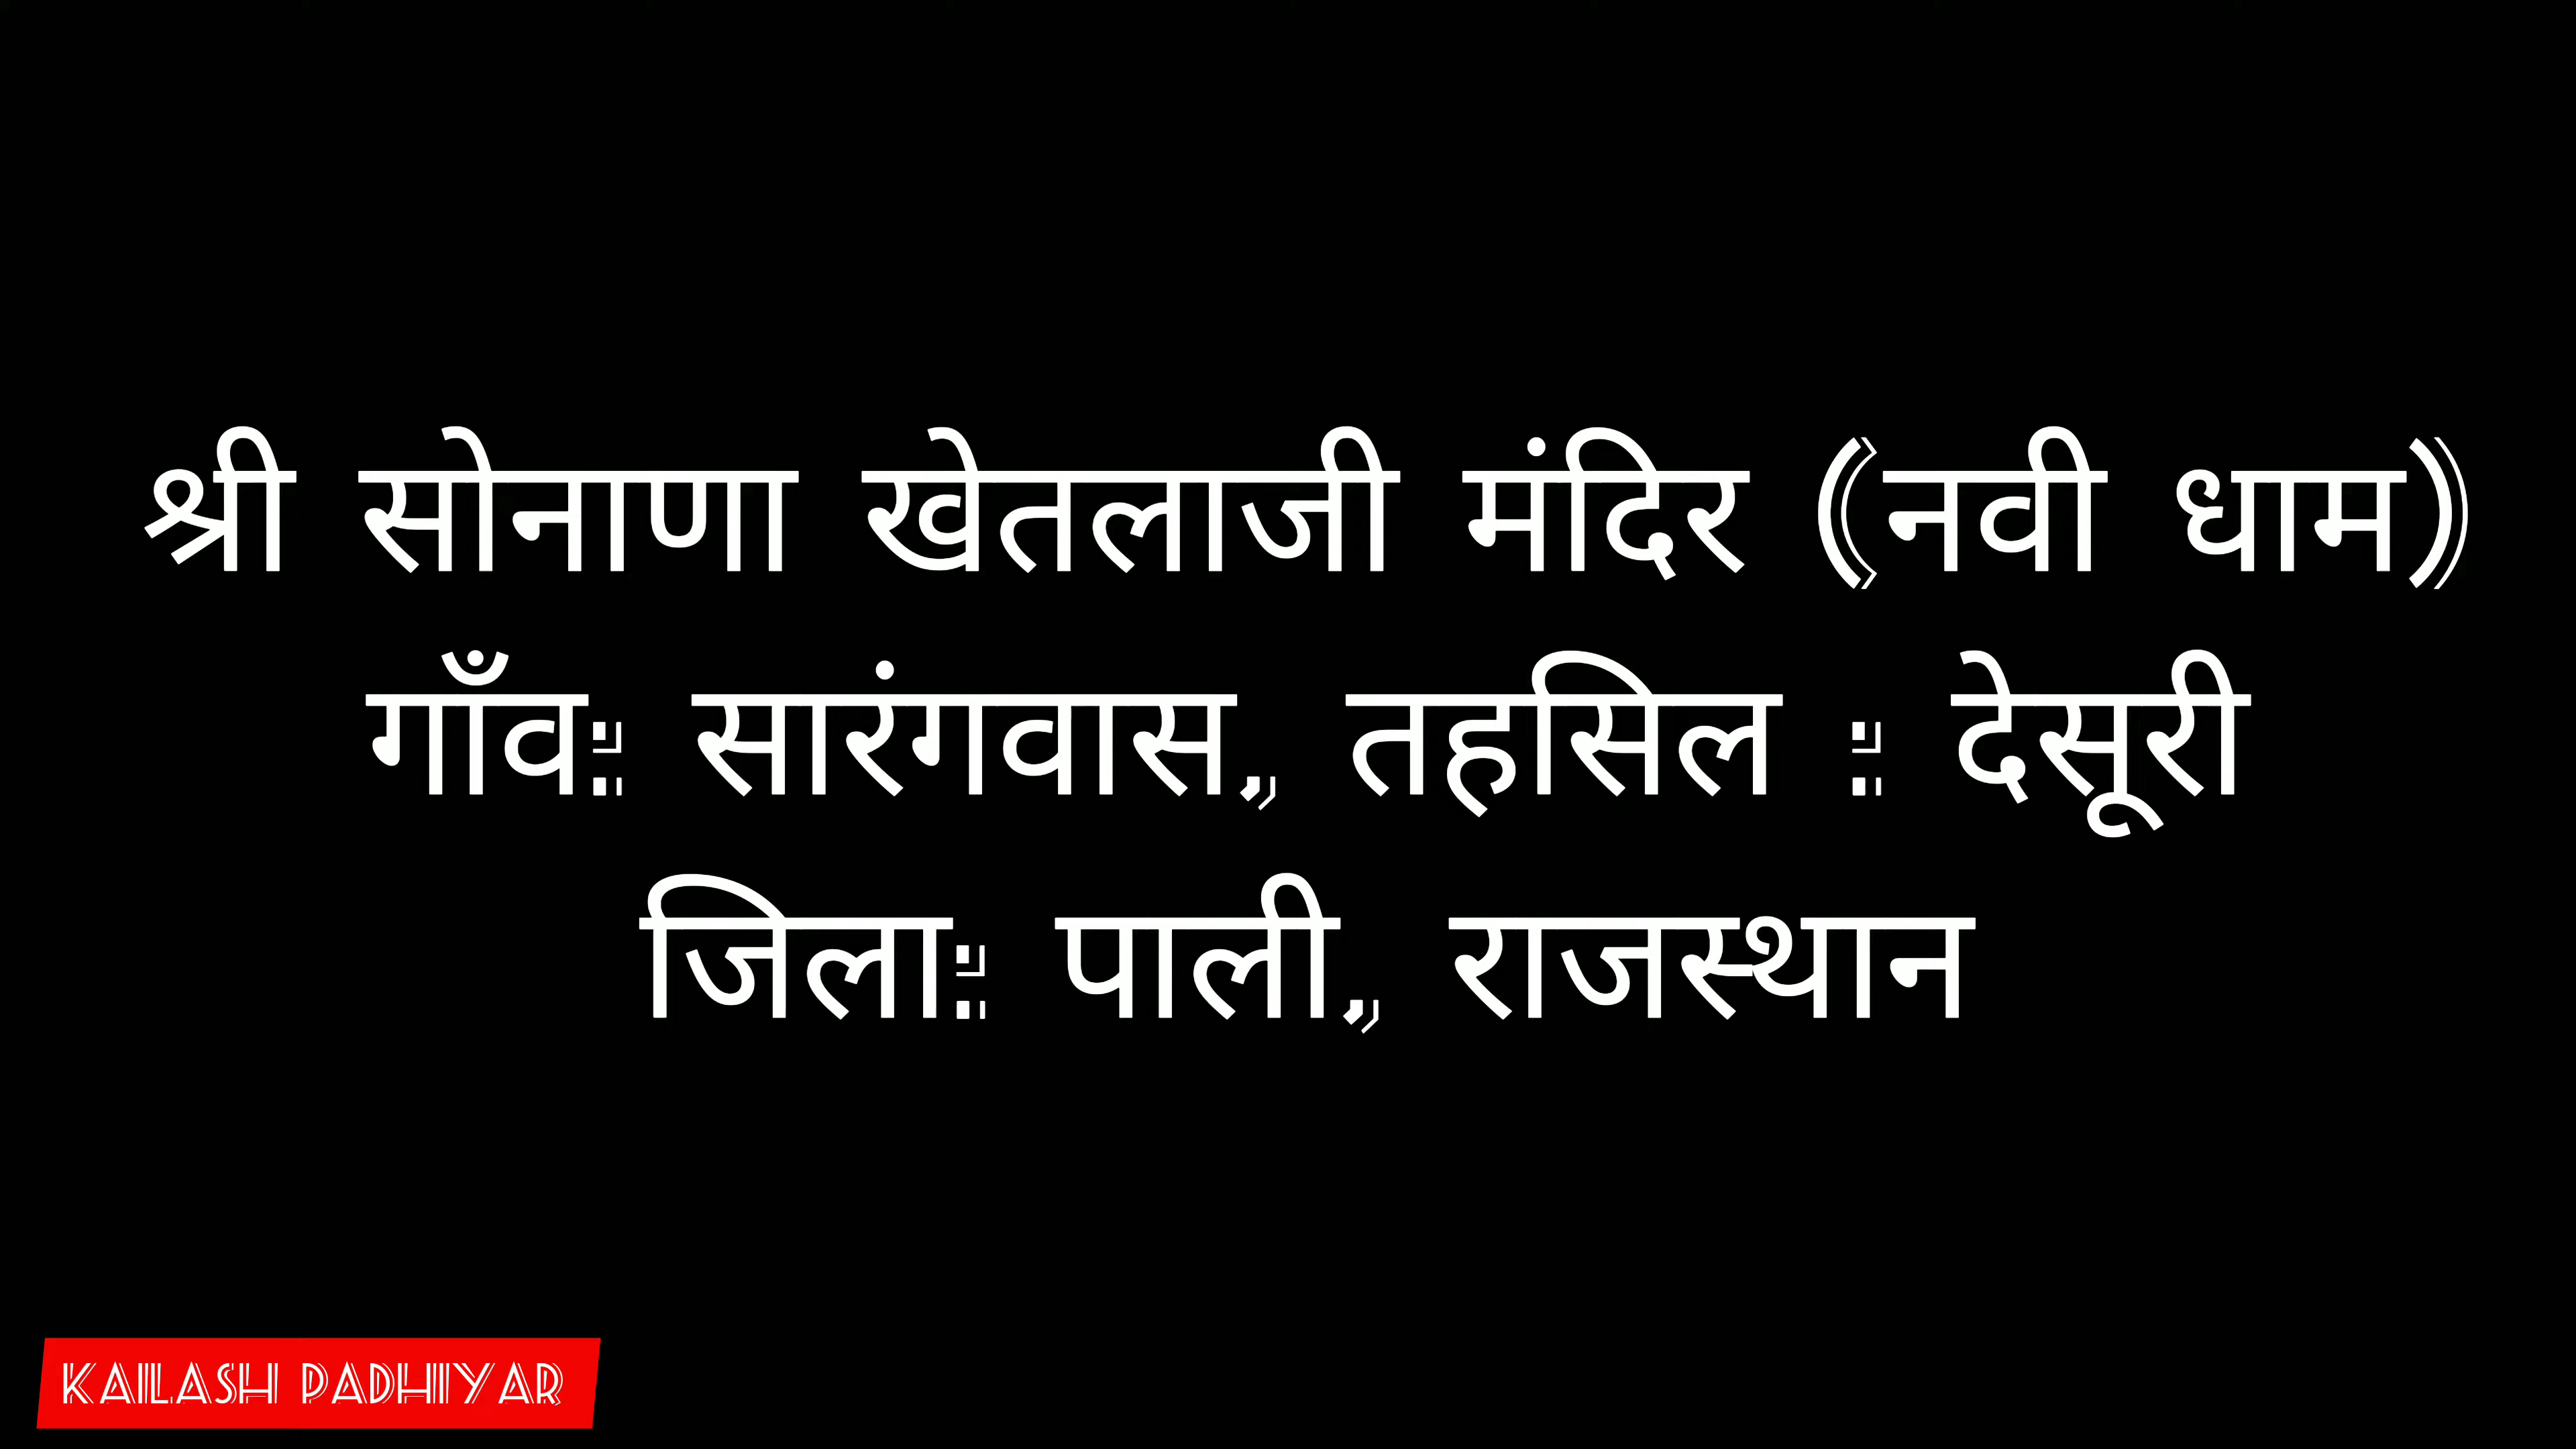 श्री सोनाणा खेतलाजी मंदिर (नवी धाम)
गाँव: सारंगवास, तहसिल : देसूरी
जिला: पाली, राजस्थान
KAILASH PADHIYAR